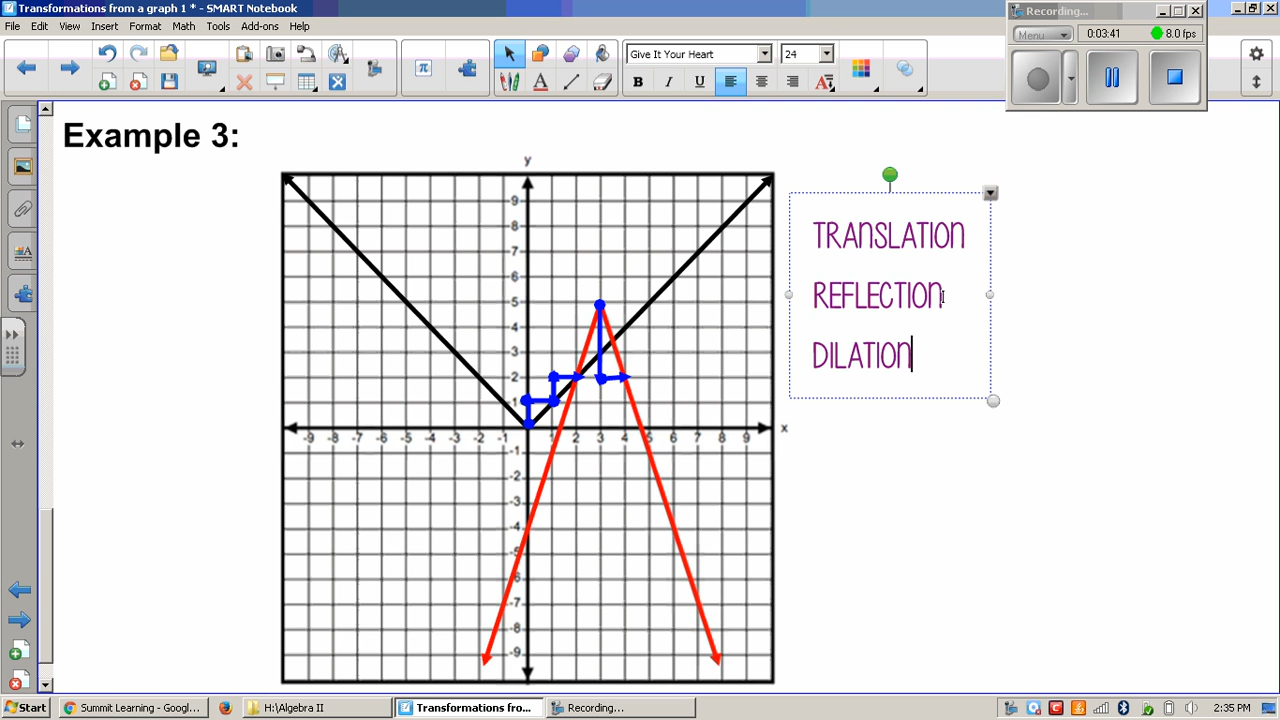 Transformations from a graph 1 * - SMART Notebook
Recording...
File Edit View Insert Format Tools Add-ons Help
Menu 0:03:41 8.0 fps
Give It Your Heart 24
B I U
Example 3:
y
9
8
7
6
5
4
3
2
1
-9 -8 -7 -6 -5 -4 -3 -2 -1 1 2 3 4 5 6 7 8 9 x
-1
-2
-3
-4
-5
-6
-7
-8
-9
TRANSLATION
REFLECTION
DILATION
Start Summit Learning - Googl... H:\Algebra II Transformations fro... Recording... 2:35 PM